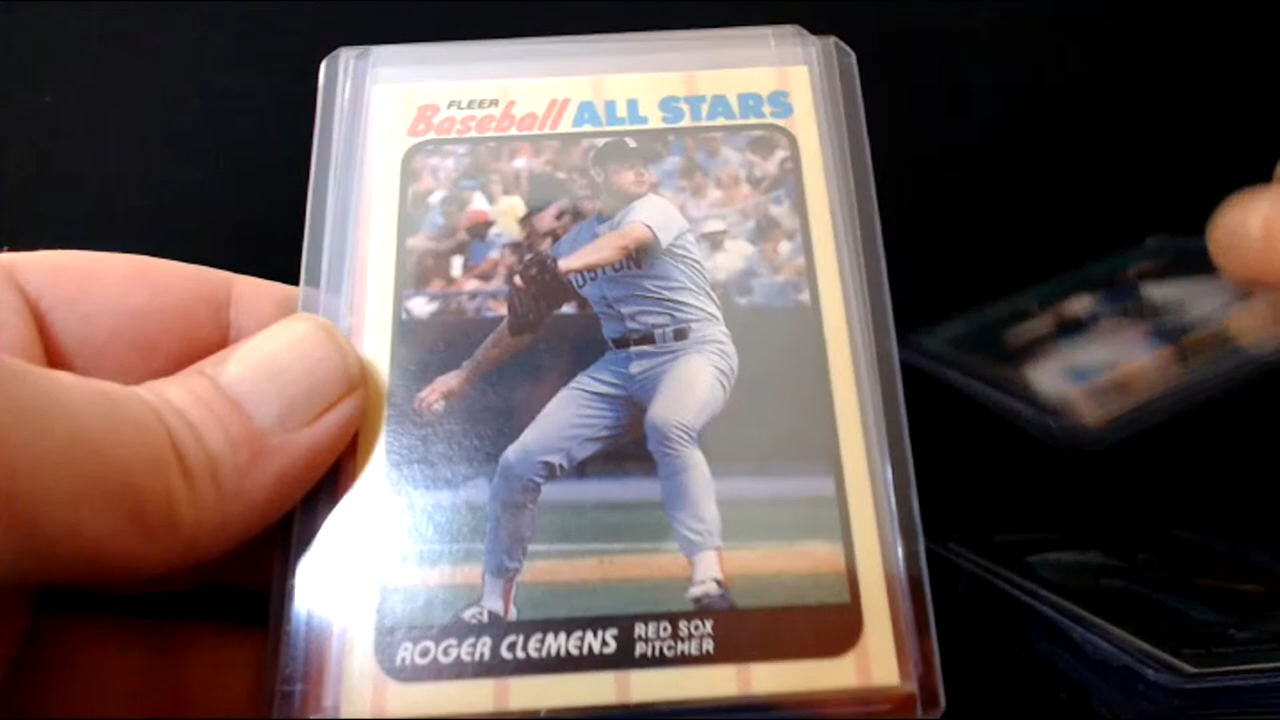 FLEER
Baseball ALL STARS
BOSTON
ROGER CLEMENS
RED SOX
PITCHER